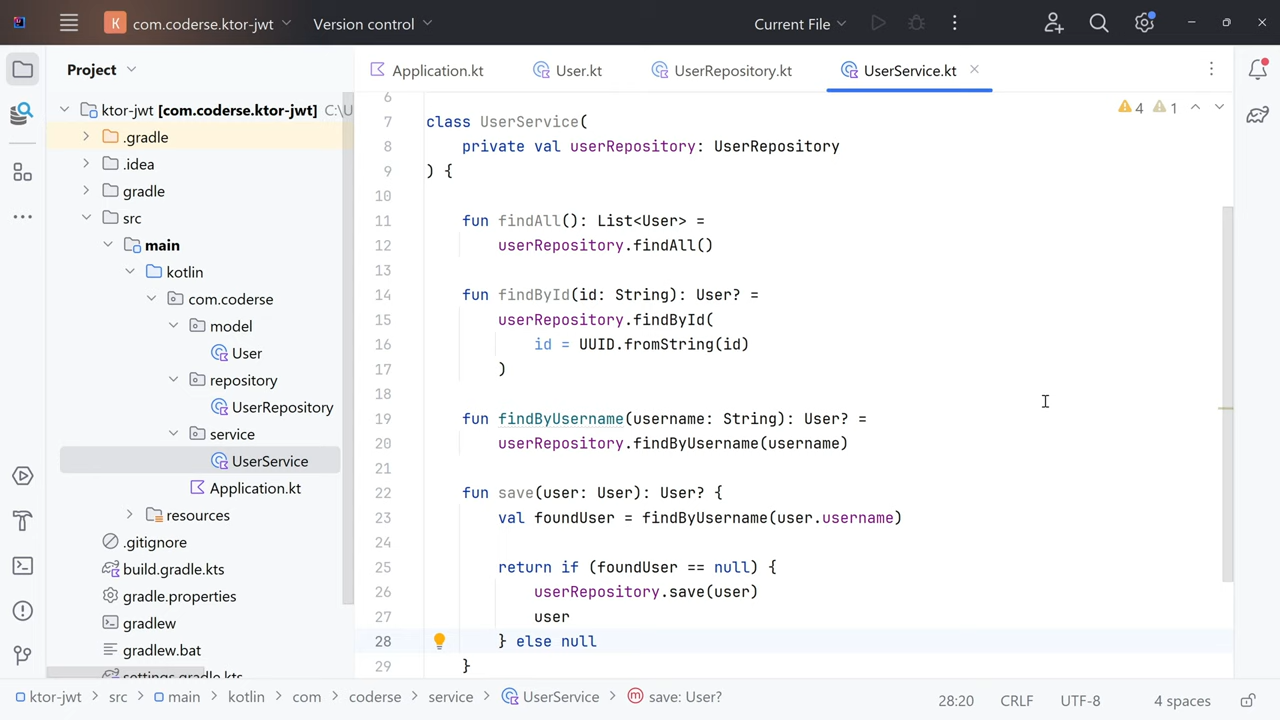 K com.coderse.ktor-jwt Version control Current File
Project
Application.kt User.kt UserRepository.kt UserService.kt
ktor-jwt [com.coderse.ktor-jwt] C:\U
.gradle
.idea
gradle
src
main
kotlin
com.coderse
model
User
repository
UserRepository
service
UserService
Application.kt
resources
.gitignore
build.gradle.kts
gradle.properties
gradlew
gradlew.bat
settings.gradle.kts
4 1
6
7 class UserService(
8 private val userRepository: UserRepository
9 ) {
10
11 fun findAll(): List<User> =
12 userRepository.findAll()
13
14 fun findById(id: String): User? =
15 userRepository.findById(
16 id = UUID.fromString(id)
17 )
18
19 fun findByUsername(username: String): User? =
20 userRepository.findByUsername(username)
21
22 fun save(user: User): User? {
23 val foundUser = findByUsername(user.username)
24
25 return if (foundUser == null) {
26 userRepository.save(user)
27 user
28 } else null
29 }
ktor-jwt > src > main > kotlin > com > coderse > service > UserService > m save: User? 28:20 CRLF UTF-8 4 spaces